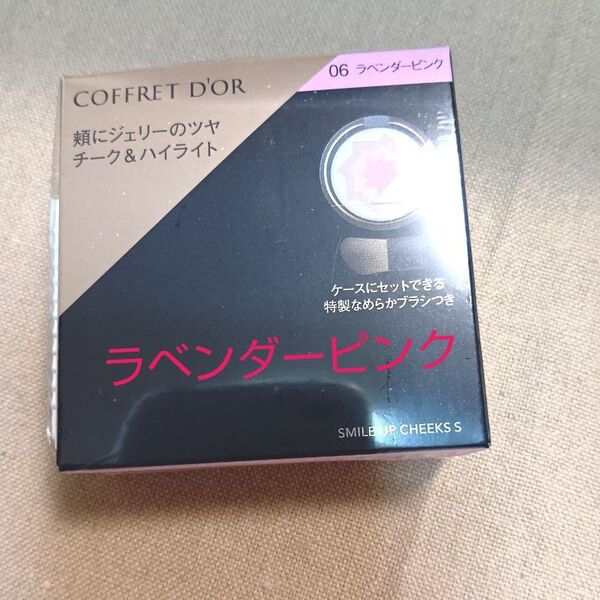 06 ラベンダーピンク
COFFRET D'OR
頬にジェリーのツヤ
チーク＆ハイライト
ケースにセットできる
特製なめらかブラシつき
ラベンダーピンク
SMILE UP CHEEKS S